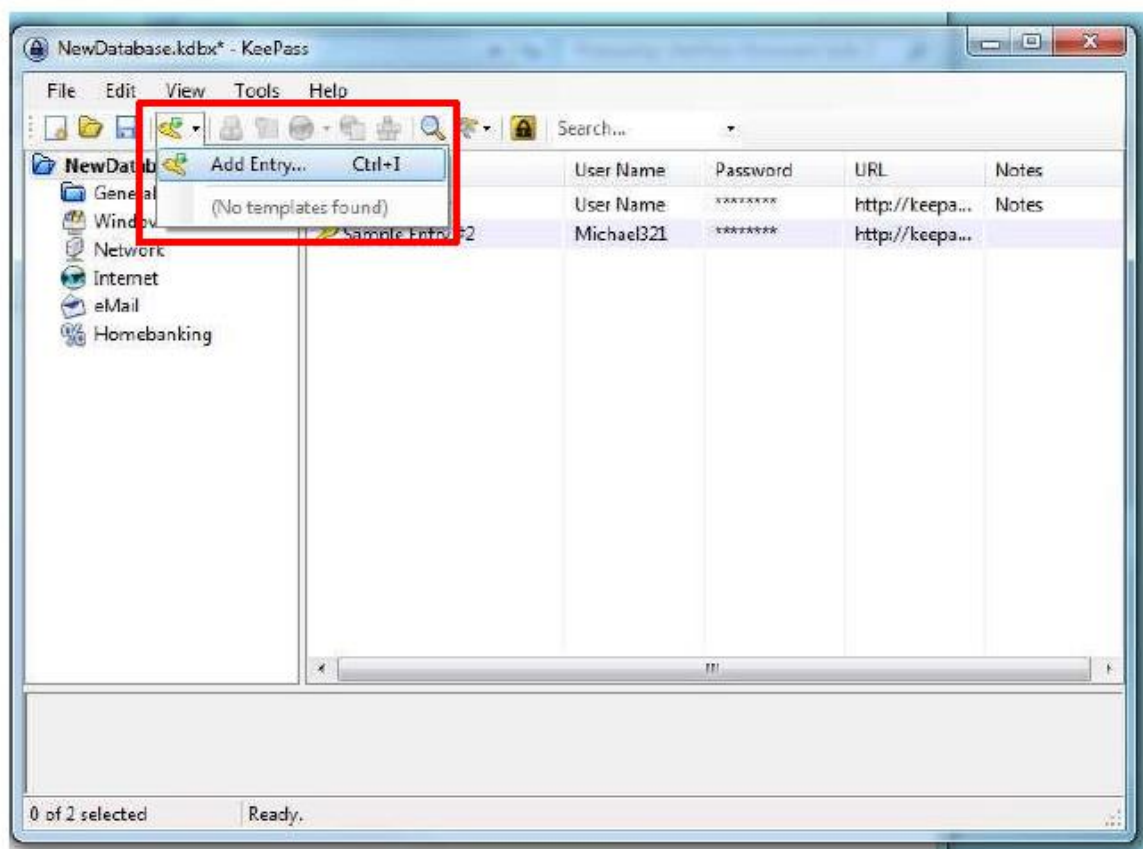 NewDatabase.kdbx* - KeePass
File Edit View Tools Help
Search...
NewDatab
Add Entry... Ctrl+I
User Name Password URL Notes
General
(No templates found)
User Name ******** http://keepa... Notes
Window
Sample Entry #2 Michael321 ******** http://keepa...
Network
Internet
eMail
Homebanking
0 of 2 selected Ready.